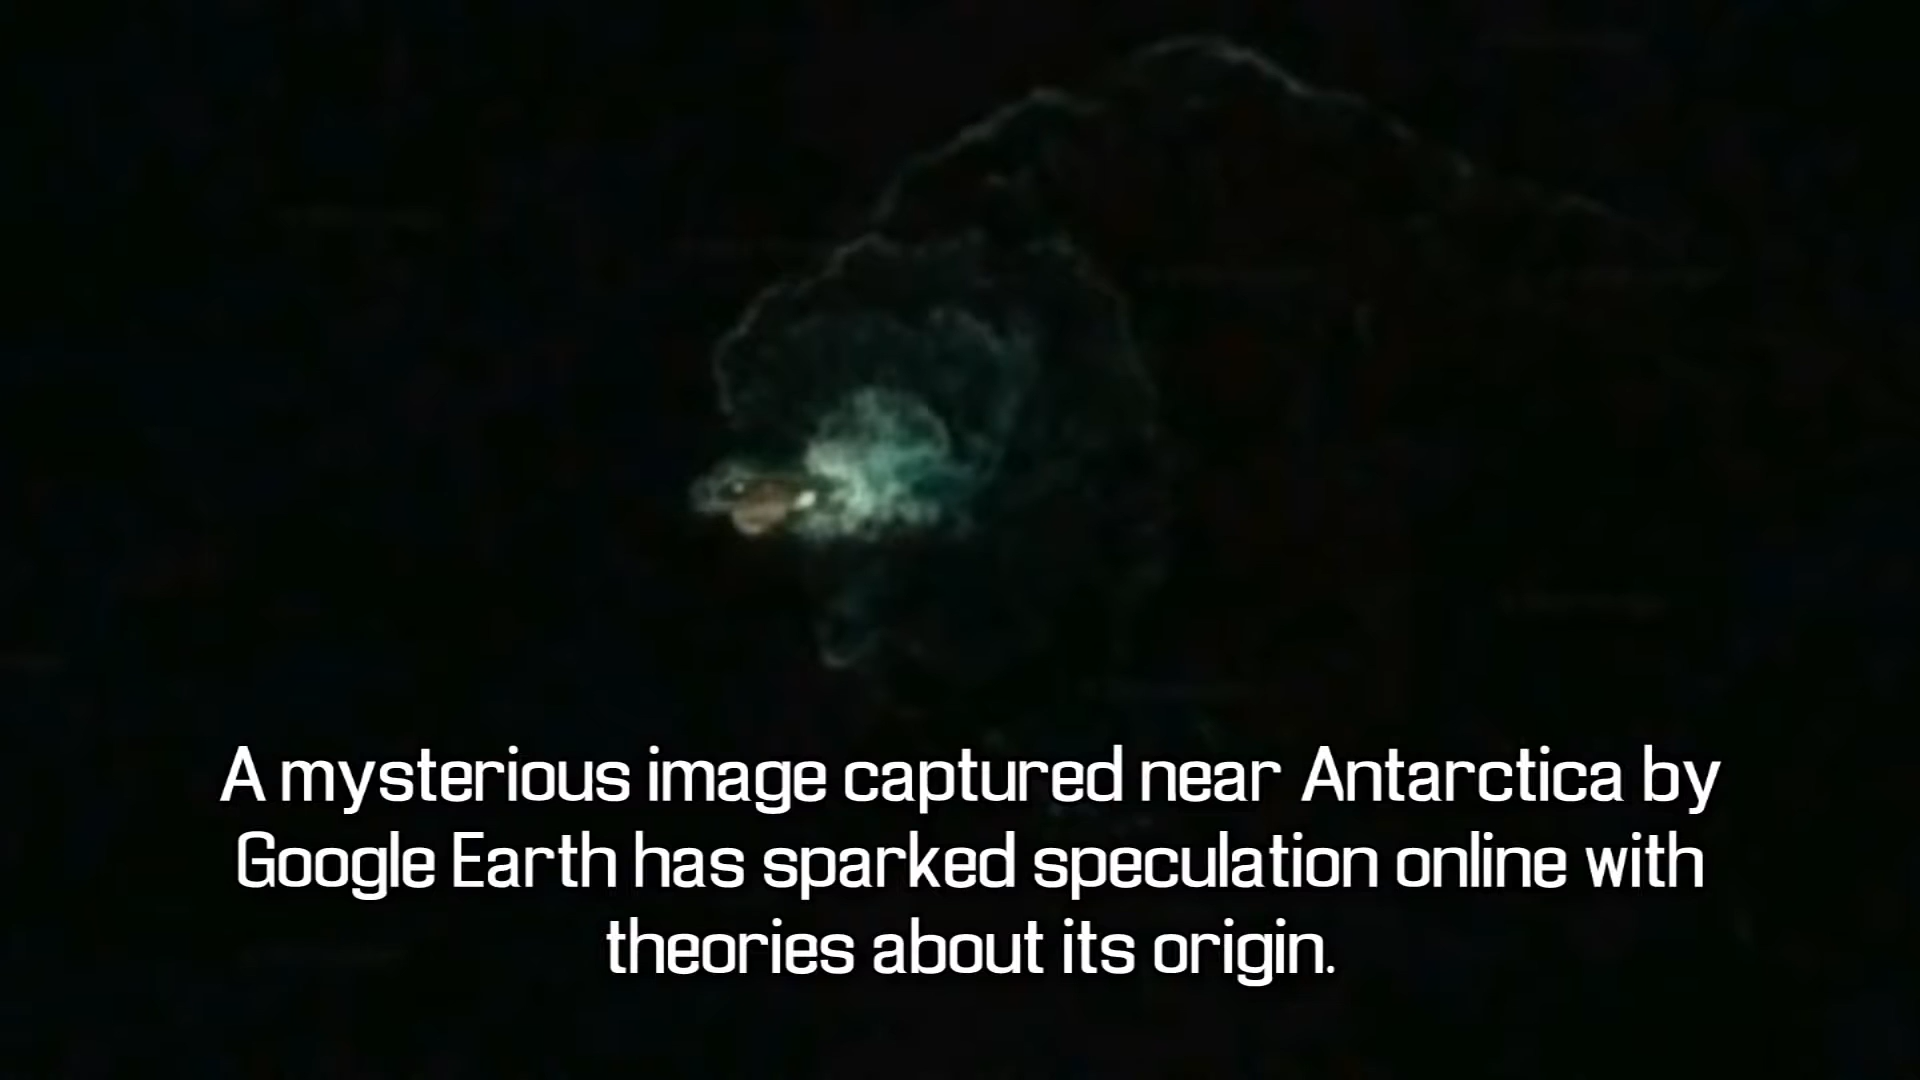 A mysterious image captured near Antarctica by
Google Earth has sparked speculation online with
theories about its origin.